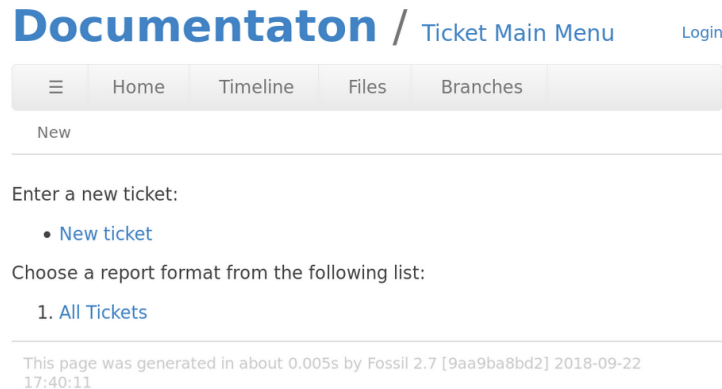 Documentaton / Ticket Main Menu Login
☰ Home Timeline Files Branches
New
Enter a new ticket:
• New ticket
Choose a report format from the following list:
1. All Tickets
This page was generated in about 0.005s by Fossil 2.7 [9aa9ba8bd2] 2018-09-22
17:40:11